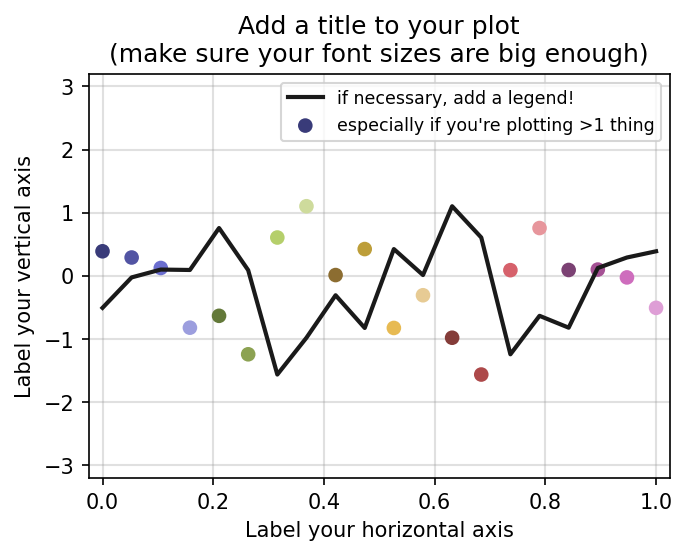 Add a title to your plot
(make sure your font sizes are big enough)
if necessary, add a legend!
especially if you're plotting >1 thing
Label your vertical axis
3
2
1
0
−1
−2
−3
0.0 0.2 0.4 0.6 0.8 1.0
Label your horizontal axis